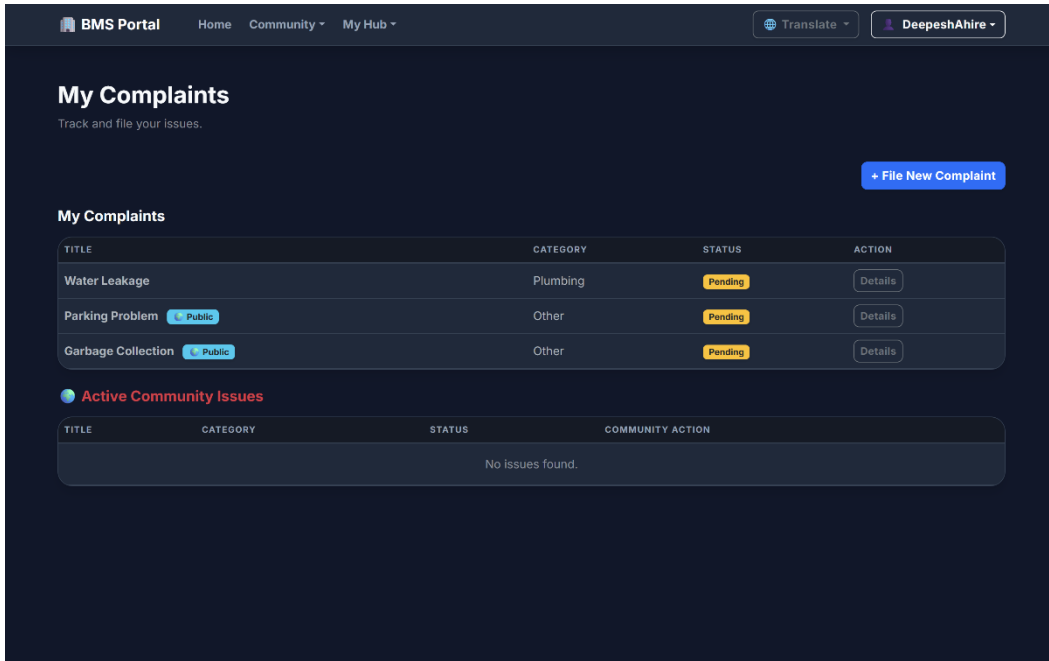 BMS Portal Home Community My Hub Translate DeepeshAhire
My Complaints
Track and file your issues.
+ File New Complaint
My Complaints
TITLE CATEGORY STATUS ACTION
Water Leakage Plumbing Pending Details
Parking Problem Public Other Pending Details
Garbage Collection Public Other Pending Details
Active Community Issues
TITLE CATEGORY STATUS COMMUNITY ACTION
No issues found.